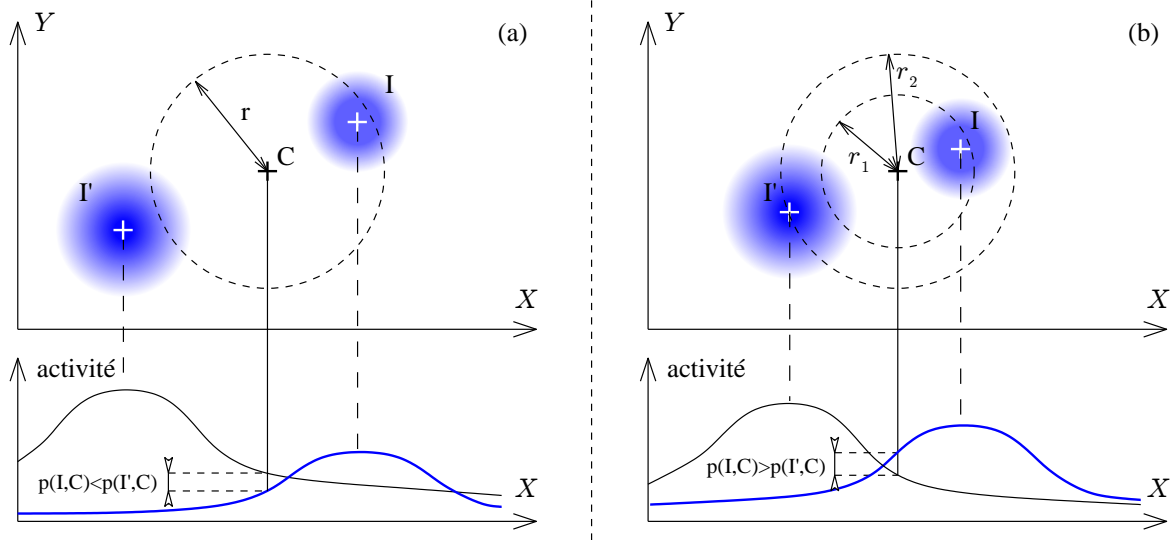 Y
(a)
I
r
C
I'
X
activité
p(I,C)<p(I',C)
X
Y
(b)
r2
I
r1
C
I'
X
activité
p(I,C)>p(I',C)
X